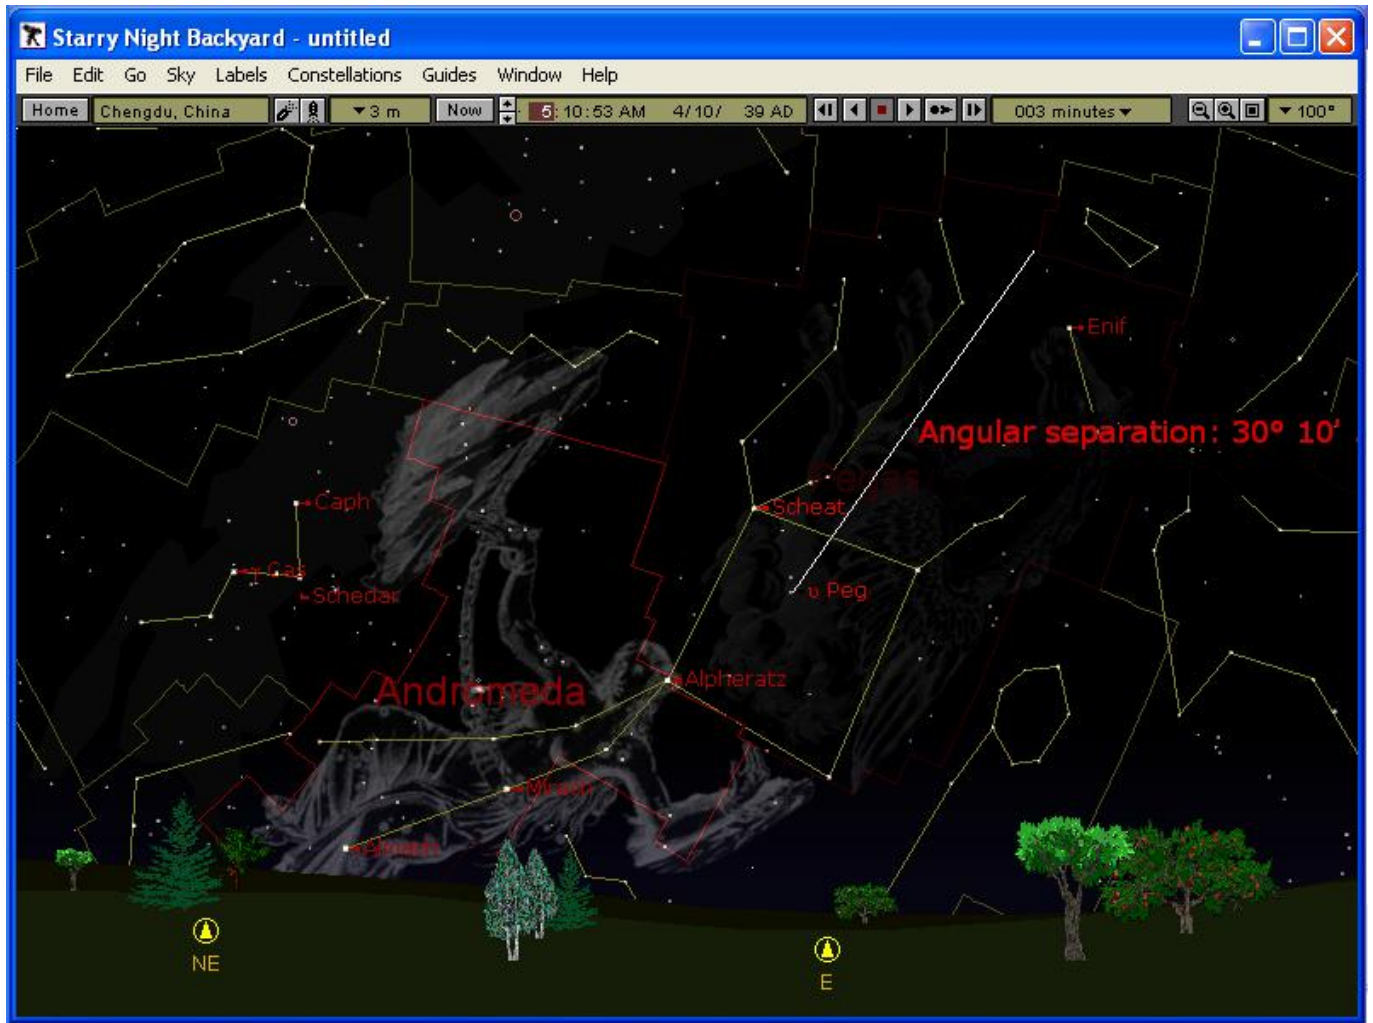 Starry Night Backyard - untitled
File Edit Go Sky Labels Constellations Guides Window Help
Home Chengdu, China 3 m Now 5:10:53 AM 4/10/ 39 AD 003 minutes 100°
Enif
Angular separation: 30° 10'
Pegas
Caph
Scheat
Cas
Schedar
υ Peg
Alpheratz
Andromeda
Mirach
Almach
NE
E